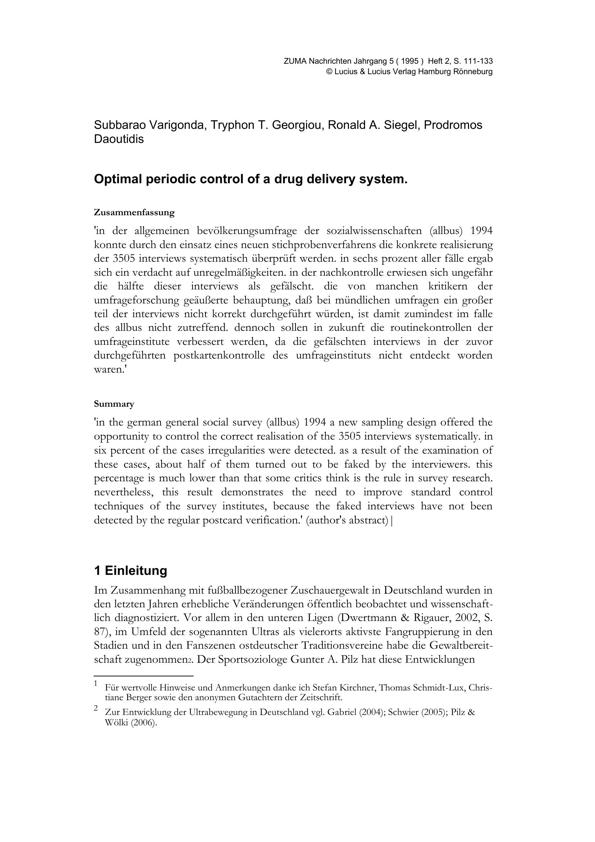 ZUMA Nachrichten Jahrgang 5 ( 1995 ) Heft 2, S. 111-133
© Lucius & Lucius Verlag Hamburg Rönneburg
Subbarao Varigonda, Tryphon T. Georgiou, Ronald A. Siegel, Prodromos
Daoutidis
Optimal periodic control of a drug delivery system.
Zusammenfassung
'in der allgemeinen bevölkerungsumfrage der sozialwissenschaften (allbus) 1994
konnte durch den einsatz eines neuen stichprobenverfahrens die konkrete realisierung
der 3505 interviews systematisch überprüft werden. in sechs prozent aller fälle ergab
sich ein verdacht auf unregelmäßigkeiten. in der nachkontrolle erwiesen sich ungefähr
die hälfte dieser interviews als gefälscht. die von manchen kritikern der
umfrageforschung geäußerte behauptung, daß bei mündlichen umfragen ein großer
teil der interviews nicht korrekt durchgeführt würden, ist damit zumindest im falle
des allbus nicht zutreffend. dennoch sollen in zukunft die routinekontrollen der
umfrageinstitute verbessert werden, da die gefälschten interviews in der zuvor
durchgeführten postkartenkontrolle des umfrageinstituts nicht entdeckt worden
waren.'
Summary
'in the german general social survey (allbus) 1994 a new sampling design offered the
opportunity to control the correct realisation of the 3505 interviews systematically. in
six percent of the cases irregularities were detected. as a result of the examination of
these cases, about half of them turned out to be faked by the interviewers. this
percentage is much lower than that some critics think is the rule in survey research.
nevertheless, this result demonstrates the need to improve standard control
techniques of the survey institutes, because the faked interviews have not been
detected by the regular postcard verification.' (author's abstract)|
1 Einleitung
Im Zusammenhang mit fußballbezogener Zuschauergewalt in Deutschland wurden in
den letzten Jahren erhebliche Veränderungen öffentlich beobachtet und wissenschaft-
lich diagnostiziert. Vor allem in den unteren Ligen (Dwertmann & Rigauer, 2002, S.
87), im Umfeld der sogenannten Ultras als vielerorts aktivste Fangruppierung in den
Stadien und in den Fanszenen ostdeutscher Traditionsvereine habe die Gewaltbereit-
schaft zugenommen2. Der Sportsoziologe Gunter A. Pilz hat diese Entwicklungen
1 Für wertvolle Hinweise und Anmerkungen danke ich Stefan Kirchner, Thomas Schmidt-Lux, Chris-
tiane Berger sowie den anonymen Gutachtern der Zeitschrift.
2 Zur Entwicklung der Ultrabewegung in Deutschland vgl. Gabriel (2004); Schwier (2005); Pilz &
Wölki (2006).